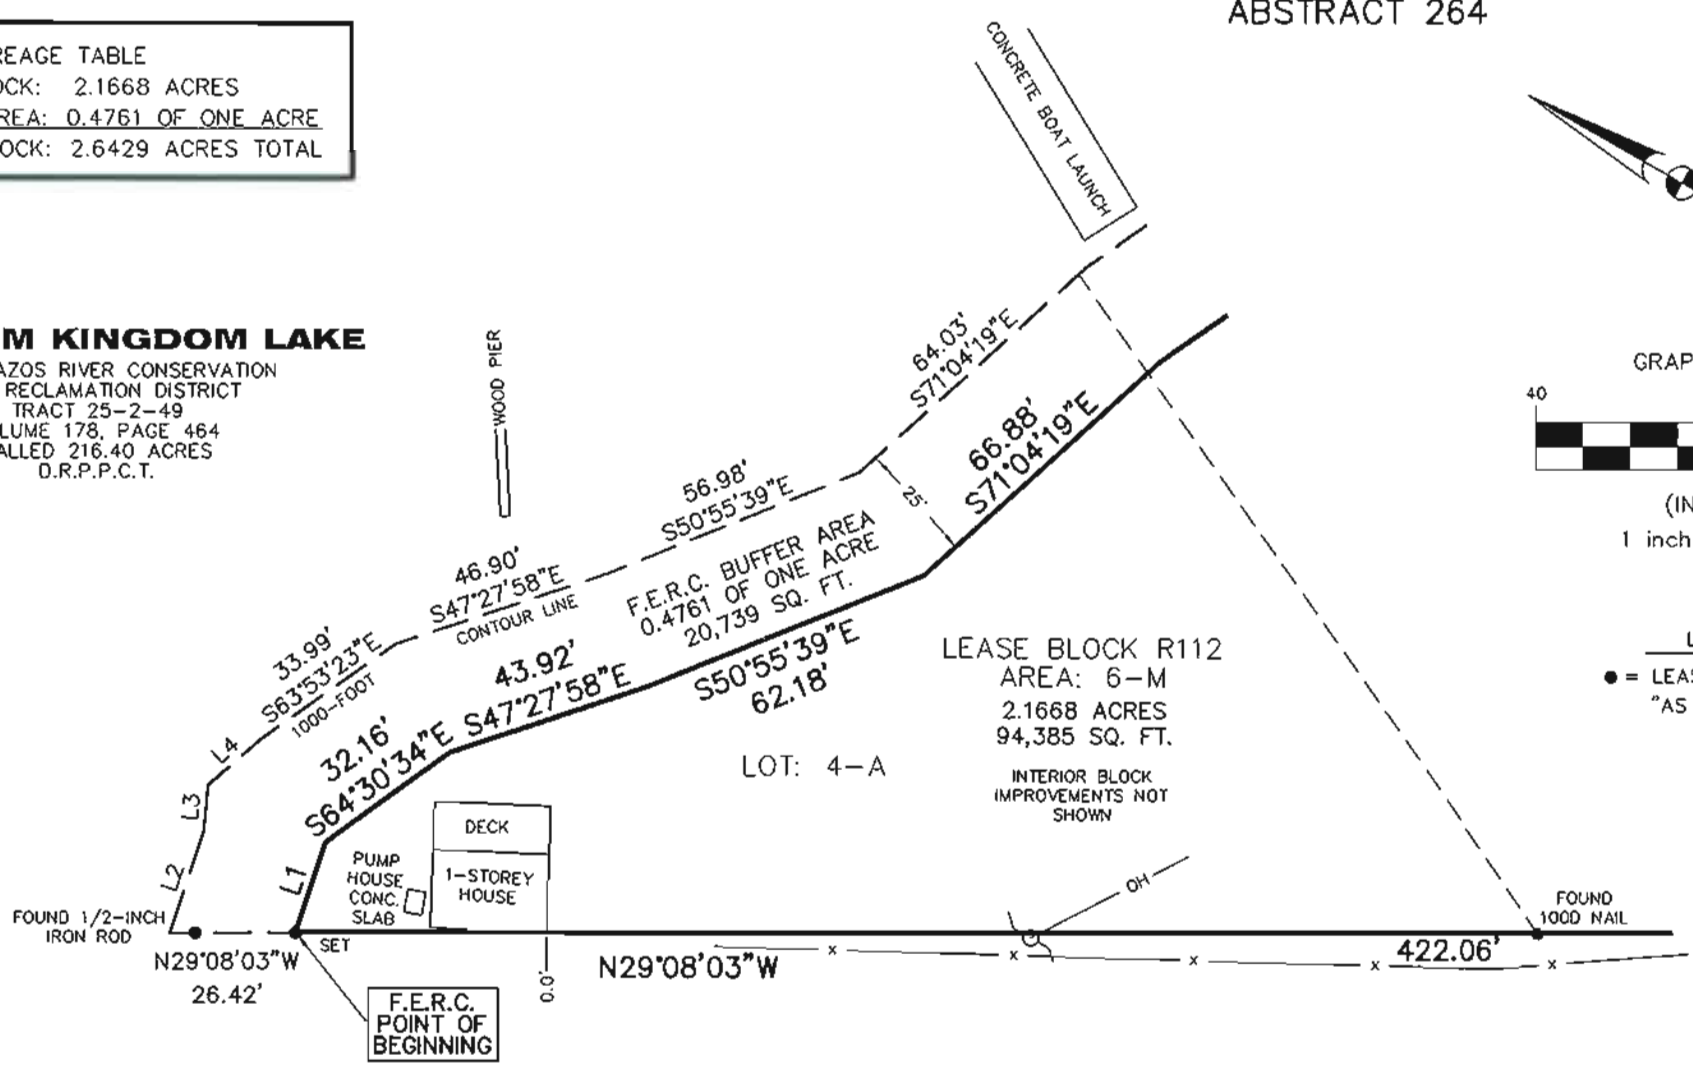 ABSTRACT 264
REAGE TABLE
OCK: 2.1668 ACRES
REA: 0.4761 OF ONE ACRE
OCK: 2.6429 ACRES TOTAL
CONCRETE BOAT LAUNCH
M KINGDOM LAKE
AZOS RIVER CONSERVATION
RECLAMATION DISTRICT
TRACT 25-2-49
LUME 178, PAGE 464
ALLED 216.40 ACRES
O.R.P.P.C.T.
WOOD PIER
64.03'
S71°04'19"E
66.88'
S71°04'19"E
GRAP
40
(IN
1 inch
56.98'
S50°55'39"E
25'
46.90'
S47°27'58"E
CONTOUR LINE
F.E.R.C. BUFFER AREA
0.4761 OF ONE ACRE
20,739 SQ. FT.
33.99'
S63°53'23"E
1000-FOOT
43.92'
S47°27'58"E
S50°55'39"E
62.18'
LEASE BLOCK R112
AREA: 6-M
2.1668 ACRES
94,385 SQ. FT.
INTERIOR BLOCK
IMPROVEMENTS NOT
SHOWN
LOT: 4-A
L
= LEAS
"AS
32.16'
S64°30'34"E
L4
L3
L2
L1
DECK
1-STOREY
HOUSE
PUMP
HOUSE
CONC.
SLAB
OH
FOUND 1/2-INCH
IRON ROD
SET
FOUND
100D NAIL
N29°08'03"W
26.42'
0.0'
N29°08'03"W
x
x
x
x
x
422.06'
F.E.R.C.
POINT OF
BEGINNING